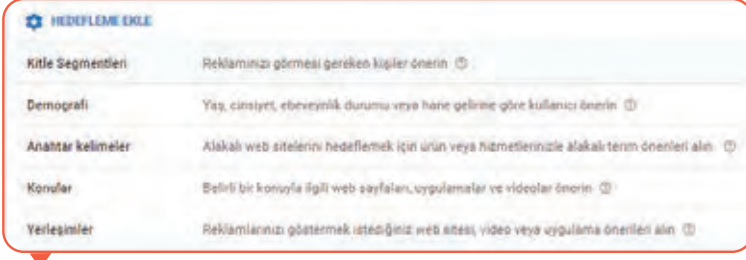 HEDEFLEME EKLE
Kitle Segmentleri Reklamınızı görmesi gereken kişiler önerin
Demografi Yaş, cinsiyet, ebeveynlik durumu veya hane gelirine göre kullanıcı önerin
Anahtar kelimeler Alakalı web sitelerini hedeflemek için ürün veya hizmetlerinizle alakalı terim önerileri alın
Konular Belirli bir konuyla ilgili web sayfaları, uygulamalar ve videolar önerin
Yerleşimler Reklamlarınızı göstermek istediğiniz web sitesi, video veya uygulama önerileri alın